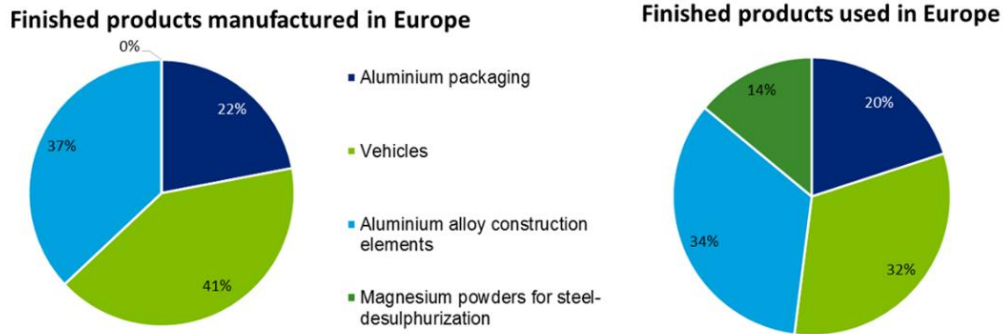 Finished products manufactured in Europe
0%
22%
37%
41%
Aluminium packaging
Vehicles
Aluminium alloy construction
elements
Magnesium powders for steel-
desulphurization
Finished products used in Europe
14%
20%
34%
32%